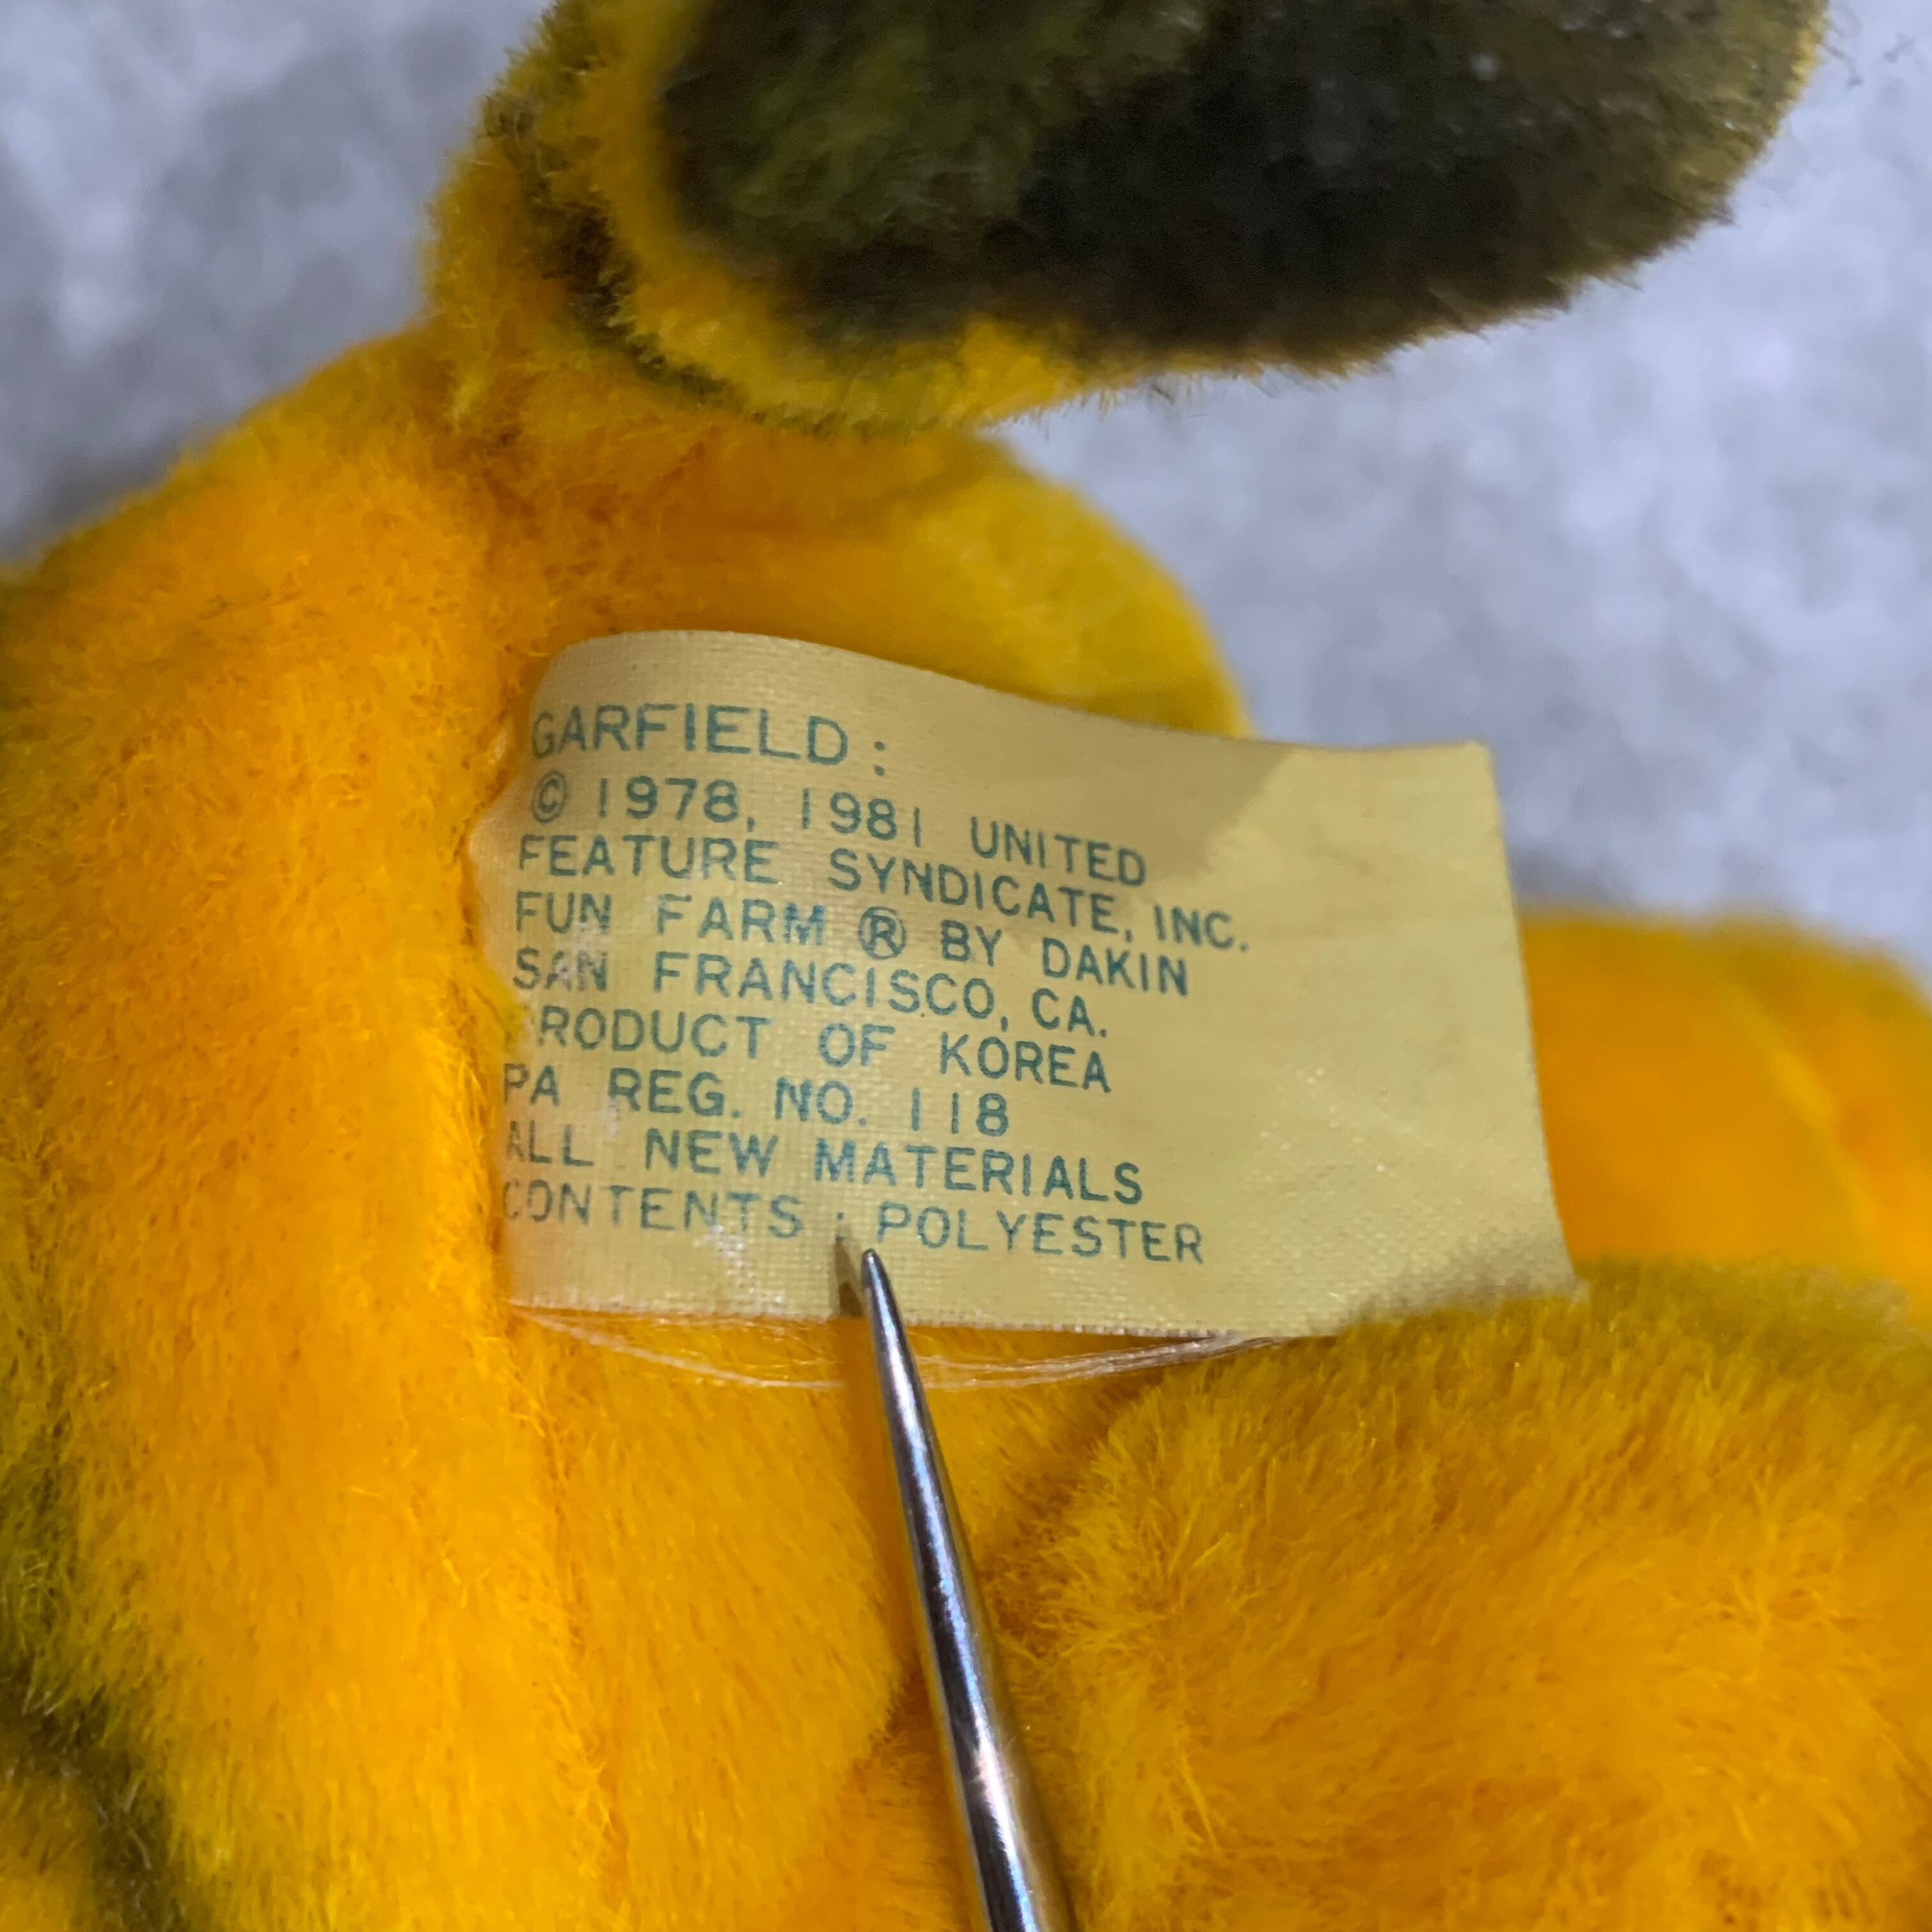 GARFIELD :
© 1978, 1981 UNITED
FEATURE SYNDICATE, INC.
FUN FARM ® BY DAKIN
SAN FRANCISCO, CA.
PRODUCT OF KOREA
PA REG. NO. 118
ALL NEW MATERIALS
CONTENTS : POLYESTER